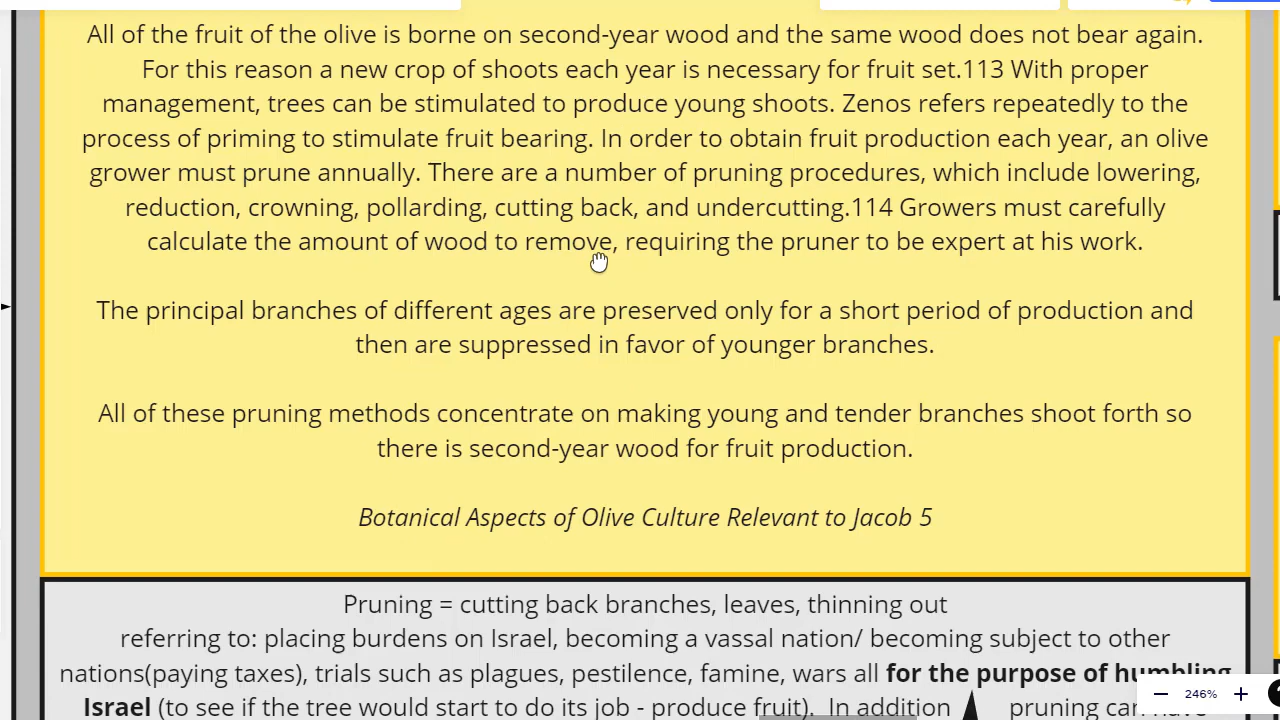 All of the fruit of the olive is borne on second-year wood and the same wood does not bear again.
For this reason a new crop of shoots each year is necessary for fruit set.113 With proper
management, trees can be stimulated to produce young shoots. Zenos refers repeatedly to the
process of priming to stimulate fruit bearing. In order to obtain fruit production each year, an olive
grower must prune annually. There are a number of pruning procedures, which include lowering,
reduction, crowning, pollarding, cutting back, and undercutting.114 Growers must carefully
calculate the amount of wood to remove, requiring the pruner to be expert at his work.
The principal branches of different ages are preserved only for a short period of production and
then are suppressed in favor of younger branches.
All of these pruning methods concentrate on making young and tender branches shoot forth so
there is second-year wood for fruit production.
Botanical Aspects of Olive Culture Relevant to Jacob 5
Pruning = cutting back branches, leaves, thinning out
referring to: placing burdens on Israel, becoming a vassal nation/ becoming subject to other
nations(paying taxes), trials such as plagues, pestilence, famine, wars all for the purpose of humbling
Israel (to see if the tree would start to do its job - produce fruit). In addition pruning can have
246%